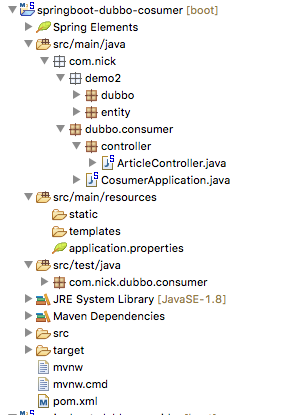 springboot-dubbo-cosumer [boot]
Spring Elements
src/main/java
com.nick
demo2
dubbo
entity
dubbo.consumer
controller
ArticleController.java
CosumerApplication.java
src/main/resources
static
templates
application.properties
src/test/java
com.nick.dubbo.consumer
JRE System Library [JavaSE-1.8]
Maven Dependencies
src
target
mvnw
mvnw.cmd
pom.xml